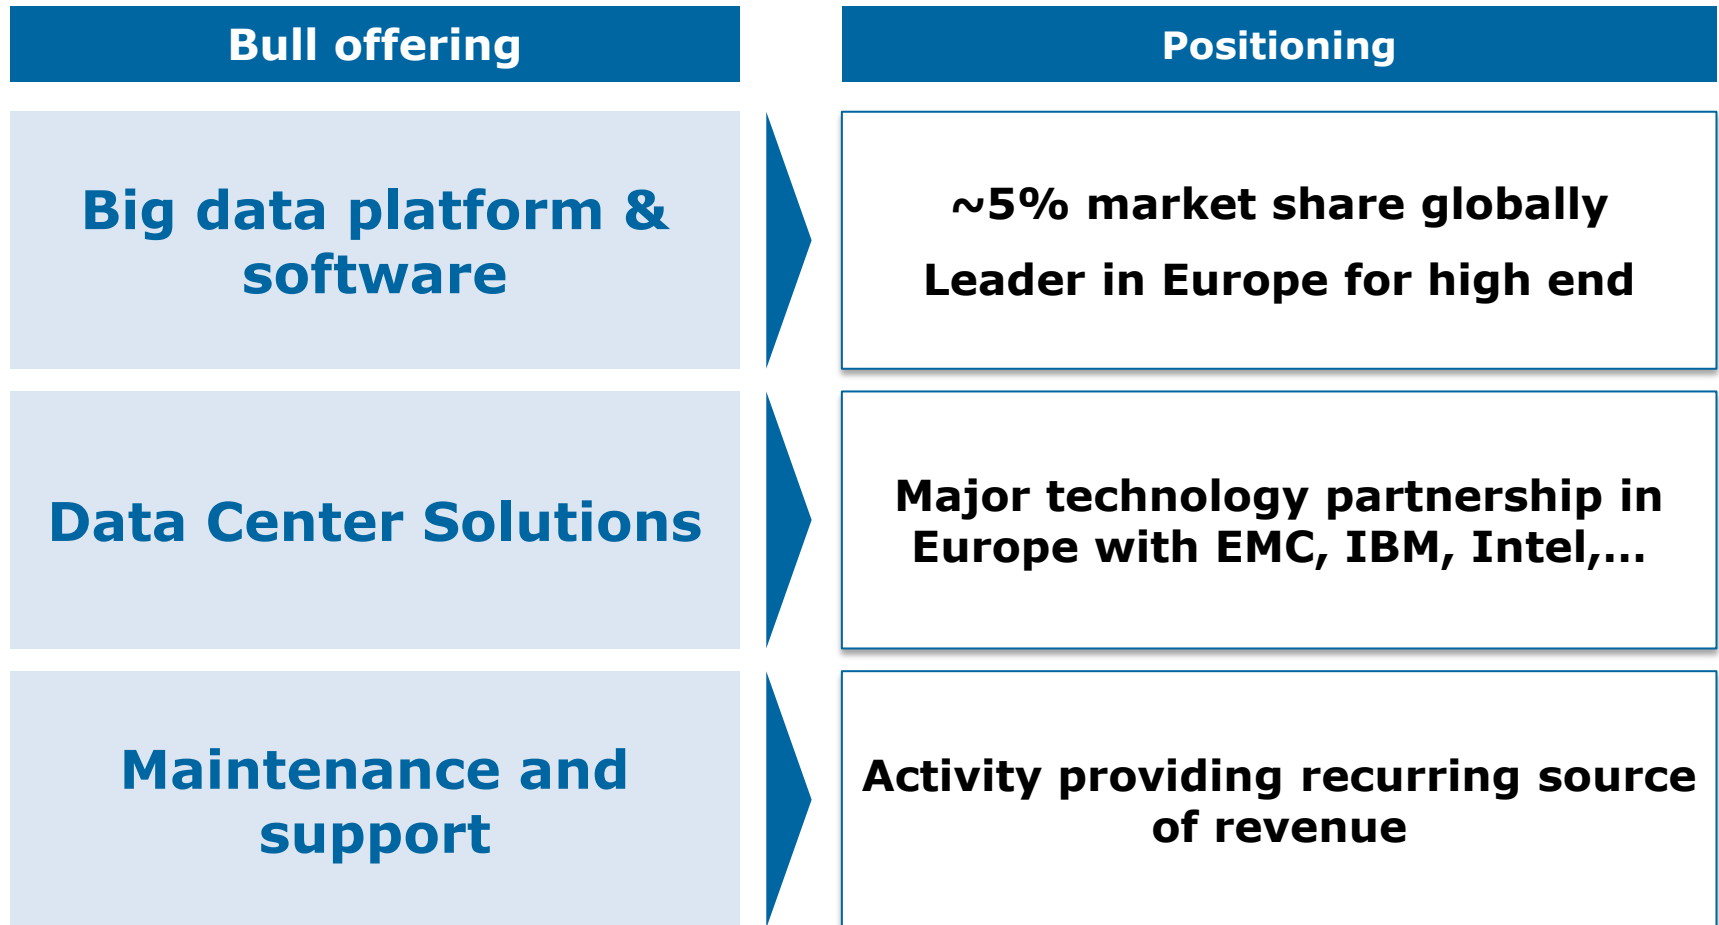 Bull offering
Positioning
Big data platform &
software
~5% market share globally
Leader in Europe for high end
Data Center Solutions
Major technology partnership in
Europe with EMC, IBM, Intel,...
Maintenance and
support
Activity providing recurring source
of revenue